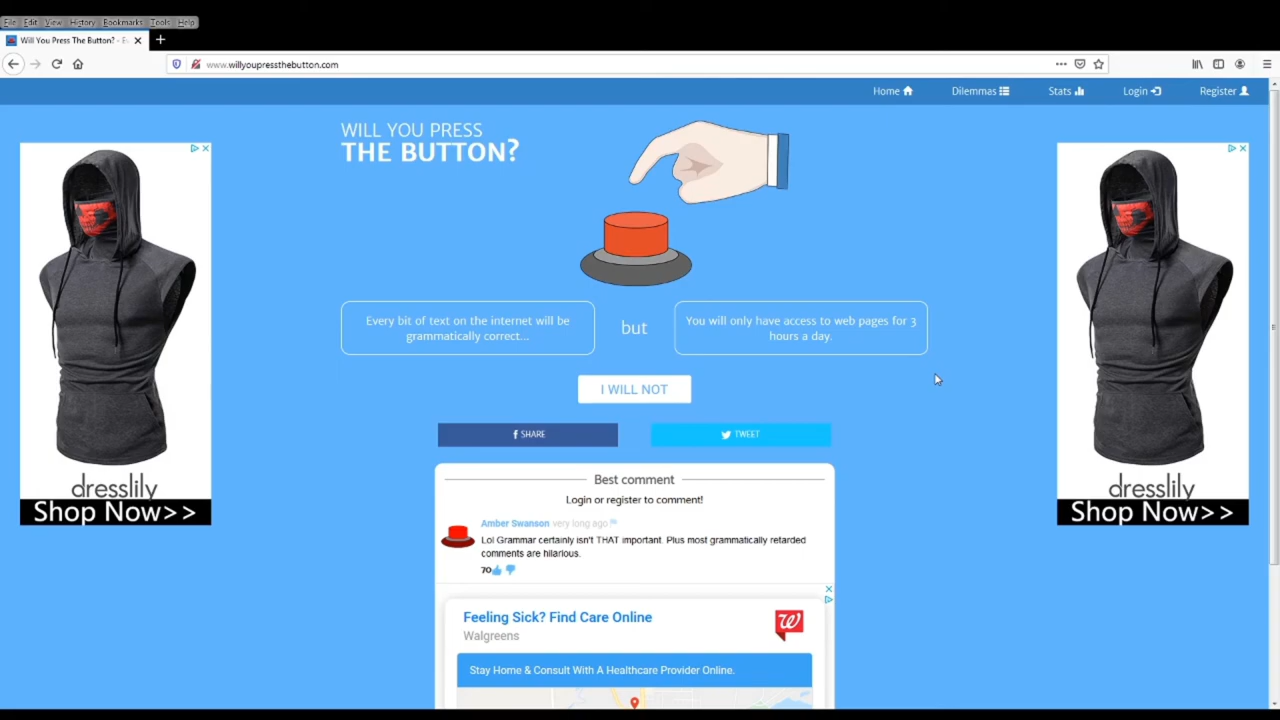 File Edit View History Bookmarks Tools Help
Will You Press The Button? - E
www.willyoupressthebutton.com
Home Dilemmas Stats Login Register
WILL YOU PRESS
THE BUTTON?
Every bit of text on the internet will be
grammatically correct...
but
You will only have access to web pages for 3
hours a day.
I WILL NOT
SHARE
TWEET
Best comment
Login or register to comment!
Amber Swanson very long ago
Lol Grammar certainly isn't THAT important. Plus most grammatically retarded
comments are hilarious.
70
Feeling Sick? Find Care Online
Walgreens
Stay Home & Consult With A Healthcare Provider Online.
dresslily
Shop Now>>
dresslily
Shop Now>>